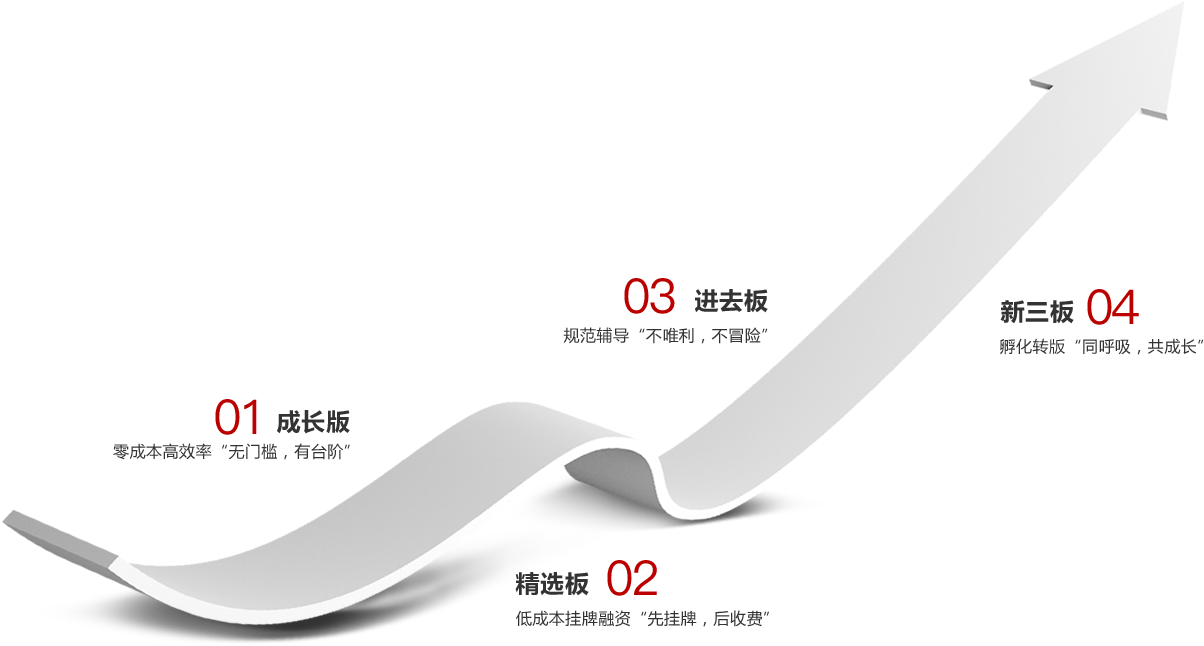 01 成长版
零成本高效率“无门槛，有台阶”
精选板 02
低成本挂牌融资“先挂牌，后收费”
03 进去板
规范辅导“不唯利，不冒险”
新三板 04
孵化转版“同呼吸，共成长”